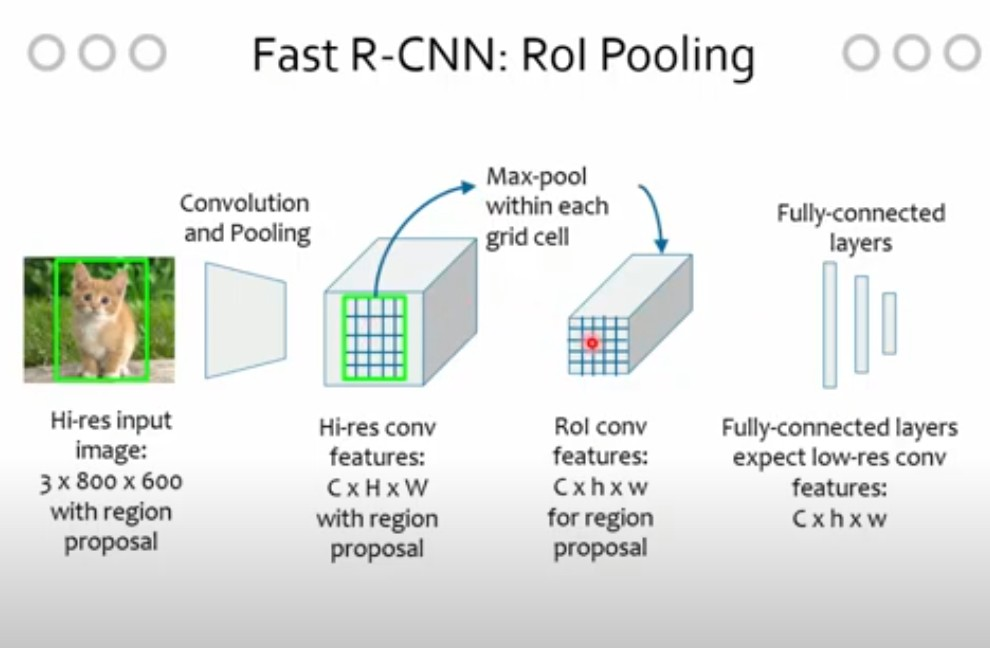 Fast R-CNN: RoI Pooling
Convolution
and Pooling
Max-pool
within each
grid cell
Fully-connected
layers
Hi-res input
image:
3 x 800 x 600
with region
proposal
Hi-res conv
features:
C x H x W
with region
proposal
RoI conv
features:
C x h x w
for region
proposal
Fully-connected layers
expect low-res conv
features:
C x h x w